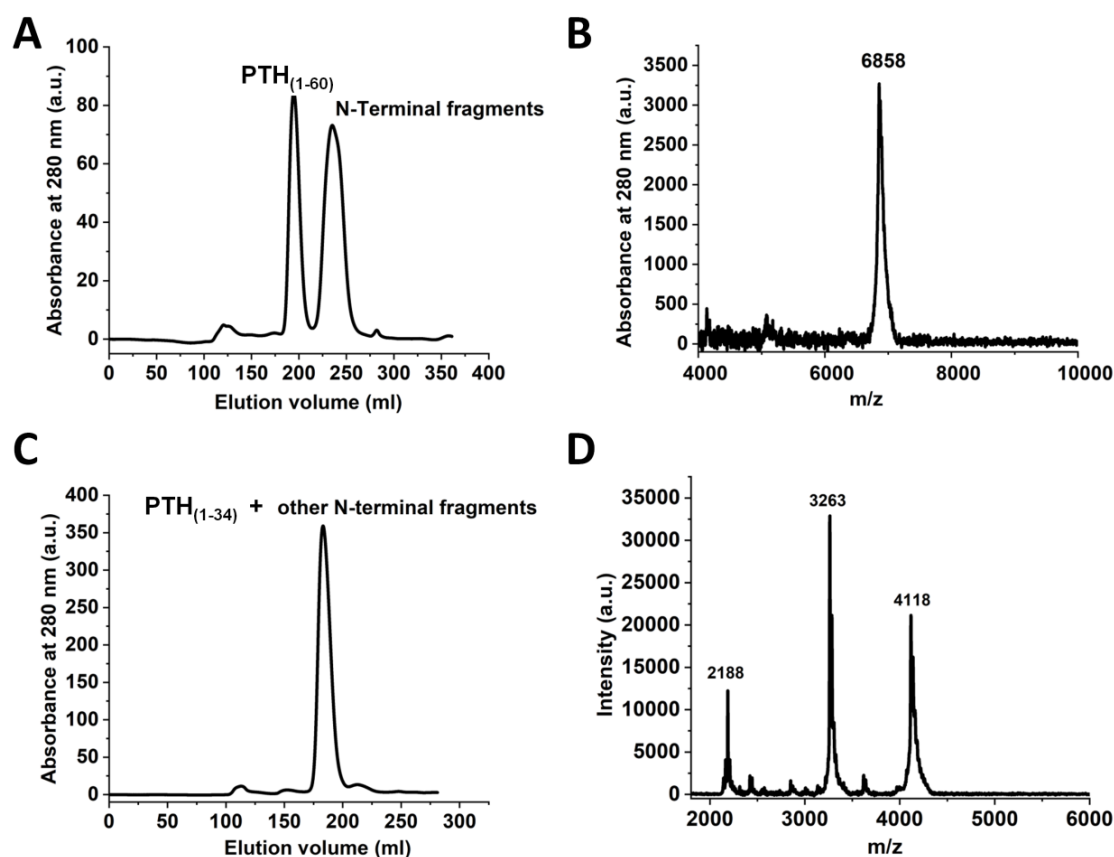 A
PTH(1-60)
N-Terminal fragments
Absorbance at 280 nm (a.u.)
100
80
60
40
20
0
0 50 100 150 200 250 300 350 400
Elution volume (ml)
B
6858
Absorbance at 280 nm (a.u.)
3500
3000
2500
2000
1500
1000
500
0
4000 6000 8000 10000
m/z
C
PTH(1-34) + other N-terminal fragments
Absorbance at 280 nm (a.u.)
400
350
300
250
200
150
100
50
0
0 50 100 150 200 250 300
Elution volume (ml)
D
3263
4118
2188
Intensity (a.u.)
35000
30000
25000
20000
15000
10000
5000
0
2000 3000 4000 5000 6000
m/z